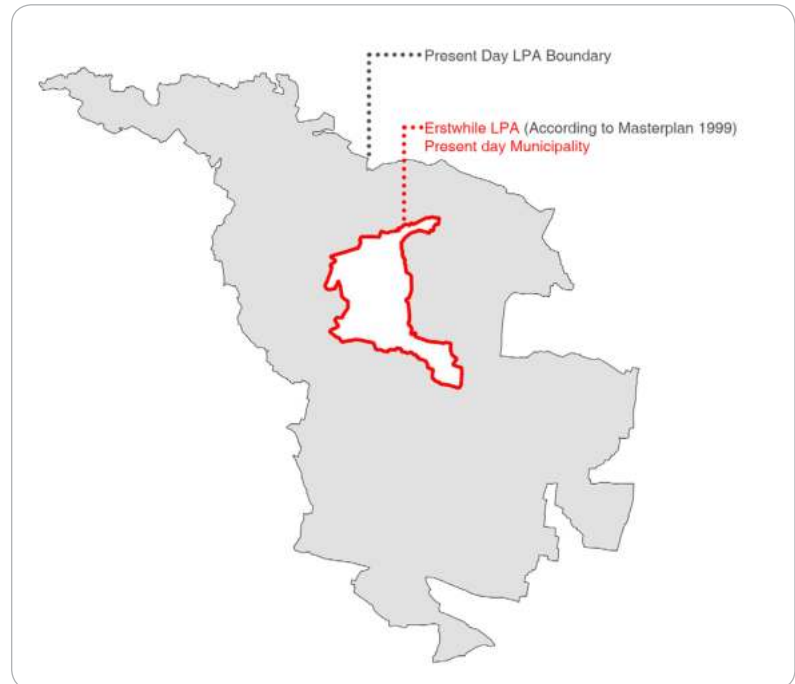 Present Day LPA Boundary
Erstwhile LPA (According to Masterplan 1999)
Present day Municipality